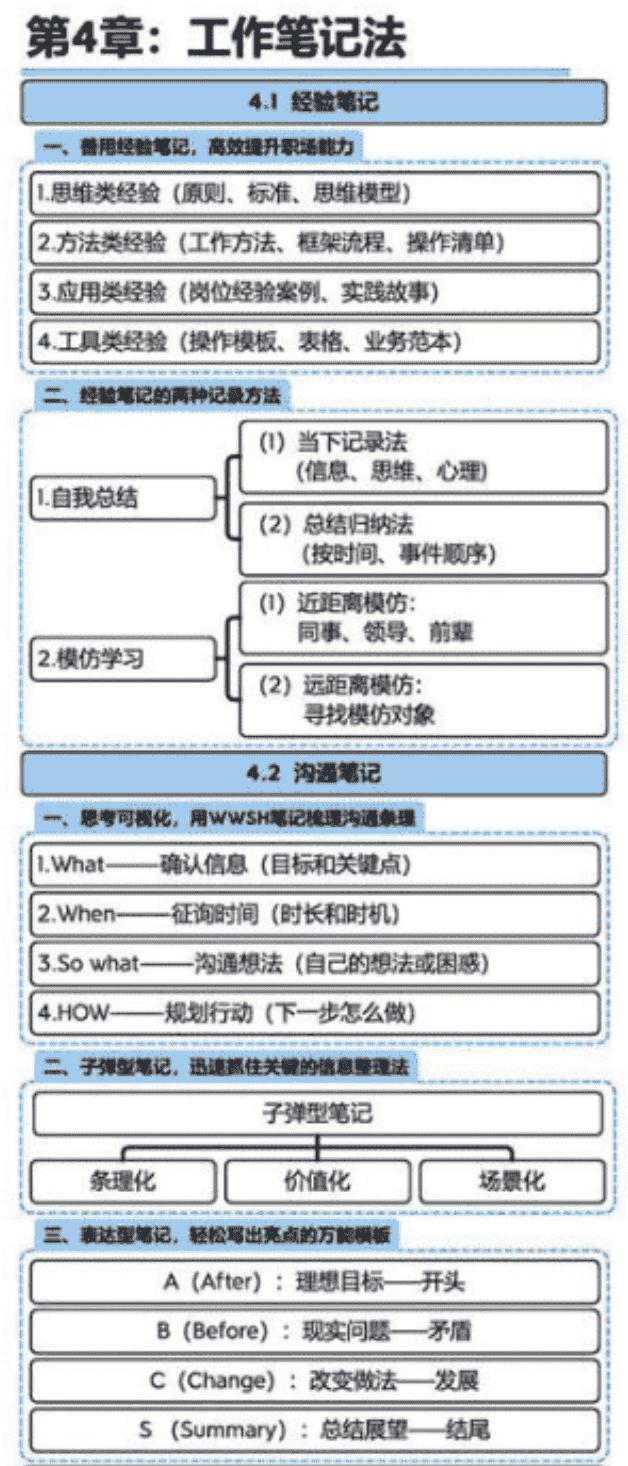 第4章：工作笔记法
4.1 经验笔记
一、善用经验笔记，高效提升职场能力
1.思维类经验（原则、标准、思维模型）
2.方法类经验（工作方法、框架流程、操作清单）
3.应用类经验（岗位经验案例、实践故事）
4.工具类经验（操作模板、表格、业务范本）
二、经验笔记的两种记录方法
1.自我总结
（1）当下记录法
（信息、思维、心理）
（2）总结归纳法
（按时间、事件顺序）
2.模仿学习
（1）近距离模仿：
同事、领导、前辈
（2）远距离模仿：
寻找模仿对象
4.2 沟通笔记
一、思考可视化，用WWSH笔记梳理沟通条理
1.What——确认信息（目标和关键点）
2.When——征询时间（时长和时机）
3.So what——沟通想法（自己的想法或困惑）
4.HOW——规划行动（下一步怎么做）
二、子弹型笔记，迅速抓住关键的信息整理法
子弹型笔记
条理化 价值化 场景化
三、表达型笔记，轻松写出亮点的万能模板
A（After）：理想目标——开头
B（Before）：现实问题——矛盾
C（Change）：改变做法——发展
S （Summary）：总结展望——结尾